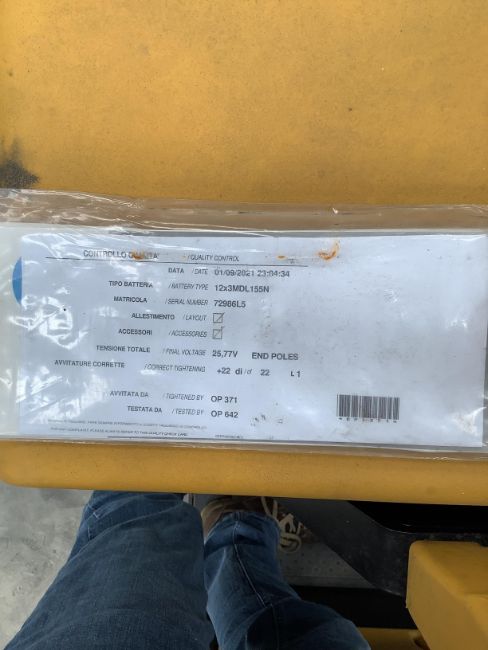 CONTROLLO QUALITA' / QUALITY CONTROL
DATA / DATE 01/09/2021 23:04:34
TIPO BATTERIA / BATTERY TYPE 12x3MDL155N
MATRICOLA / SERIAL NUMBER 72986L5
ALLESTIMENTO / LAYOUT
ACCESSORI / ACCESSORIES
TENSIONE TOTALE / FINAL VOLTAGE 25,77V END POLES
AVVITATURE CORRETTE / CORRECT TIGHTENING +22 di/of 22 L1
AVVITATA DA / TIGHTENED BY OP 371
TESTATA DA / TESTED BY OP 642